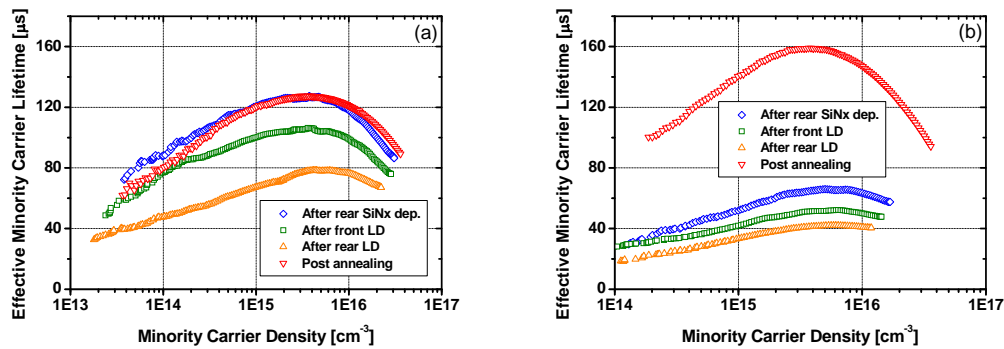 (a)
Effective Minority Carrier Lifetime [µs]
160
120
80
40
0
After rear SiNx dep.
After front LD
After rear LD
Post annealing
1E13 1E14 1E15 1E16 1E17
Minority Carrier Density [cm-3]
(b)
Effective Minority Carrier Lifetime [µs]
160
120
80
40
0
After rear SiNx dep.
After front LD
After rear LD
Post annealing
1E14 1E15 1E16 1E17
Minority Carrier Density [cm-3]